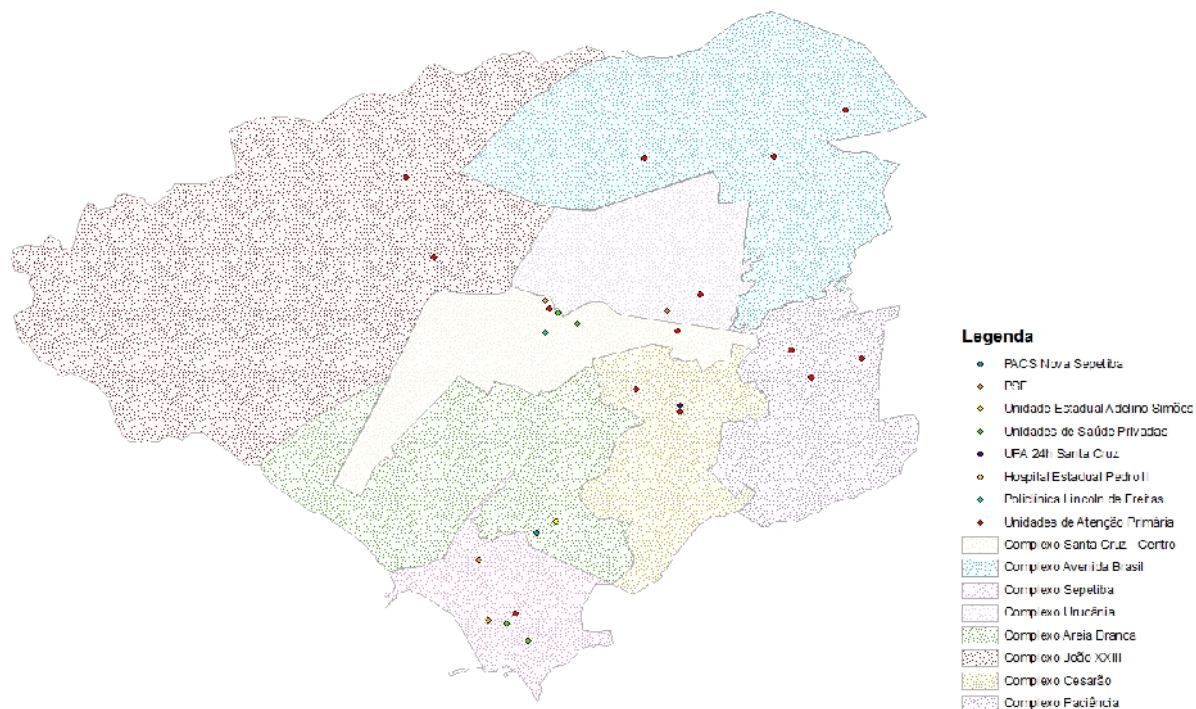 Legenda
PACS Nova Sepetiba
PSF
Unidade Estadual Adelino Simões
Unidades de Saúde Privadas
UPA 24h Santa Cruz
Hospital Estadual Pedro II
Policlínica Lincoln de Freitas
Unidades de Atenção Primária
Complexo Santa Cruz - Centro
Complexo Avenida Brasil
Complexo Sepetiba
Complexo Urucânia
Complexo Areia Branca
Complexo João XXIII
Complexo Cesarão
Complexo Paciência